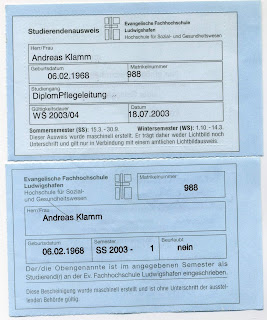 Studierendenausweis
Evangelische Fachhochschule
Ludwigshafen
Hochschule für Sozial- und Gesundheitswesen
Herr/Frau
Andreas Klamm
Geburtsdatum Matrikelnummer
06.02.1968 988
Studiengang
DiplomPflegeleitung
Gültigkeitsdauer Datum
WS 2003/04 18.07.2003
Sommersemester (SS): 15.3. - 30.9. Wintersemester (WS): 1.10. - 14.3.
Dieser Ausweis wurde maschinell erstellt. Er trägt daher weder Lichtbild noch
Unterschrift und gilt nur in Verbindung mit einem amtlichen Lichtbildausweis.
Evangelische Fachhochschule
Ludwigshafen
Hochschule für Sozial-
und Gesundheitswesen
Matrikelnummer
988
Herr/Frau
Andreas Klamm
Geburtsdatum Semester Beurlaubt
06.02.1968 SS 2003 - 1 nein
Der/die Obengenannte ist im angegebenen Semester als
Studierend(in) an der Ev. Fachhochschule Ludwigshafen eingeschrieben.
Diese Bescheinigung wurde maschinell erstellt und ist ohne Unterschrift der ausstel-
lenden Behörde gültig.